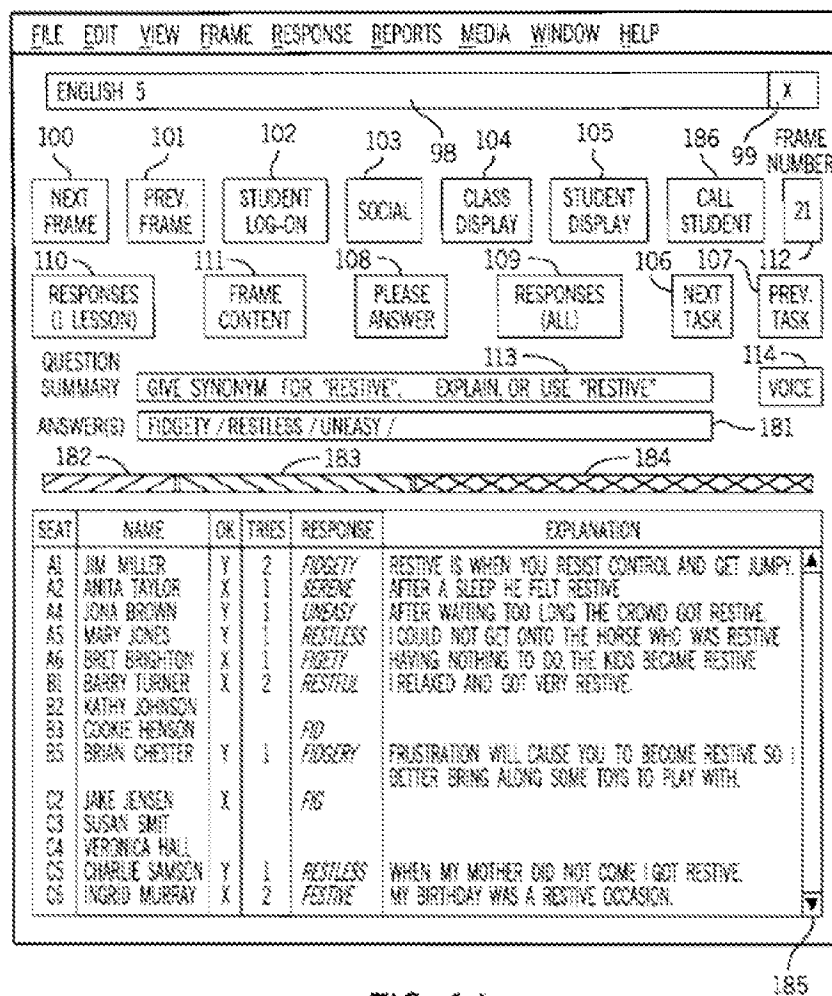 FILE EDIT VIEW FRAME RESPONSE REPORTS MEDIA WINDOW HELP
ENGLISH 5 X
100 101 102 103 104 105 186 98 99 FRAME NUMBER
NEXT FRAME PREV. FRAME STUDENT LOG-ON SOCIAL CLASS DISPLAY STUDENT DISPLAY CALL STUDENT 21
110 111 108 109 106 107 112
RESPONSES (1 LESSON) FRAME CONTENT PLEASE ANSWER RESPONSES (ALL) NEXT TASK PREV. TASK
113 114
QUESTION SUMMARY GIVE SYNONYM FOR "RESTIVE". EXPLAIN, OR USE "RESTIVE" VOICE
ANSWER(S) FIDGETY / RESTLESS / UNEASY / 181
182 183 184
SEAT NAME OK TRIES RESPONSE EXPLANATION
A1 JIM MILLER Y 2 FIDGETY RESTIVE IS WHEN YOU RESIST CONTROL AND GET JUMPY.
A2 ANITA TAYLOR X 1 SERENE AFTER A SLEEP HE FELT RESTIVE
A4 JONA BROWN Y 1 UNEASY AFTER WAITING TOO LONG THE CROWD GOT RESTIVE.
A5 MARY JONES Y 1 RESTLESS I COULD NOT GET ONTO THE HORSE WHO WAS RESTIVE
A6 BRET BRIGHTON X 1 FIGETY HAVING NOTHING TO DO, THE KIDS BECAME RESTIVE
B1 BARRY TURNER X 2 RESTFUL I RELAXED AND GOT VERY RESTIVE.
B2 KATHY JOHNSON
B3 COOKIE HENSON FID
B5 BRIAN CHESTER Y 1 FIDGERY FRUSTRATION WILL CAUSE YOU TO BECOME RESTIVE SO I
BETTER BRING ALONG SOME TOYS TO PLAY WITH.
C2 JAKE JENSEN X FIG
C3 SUSAN SMIT
C4 VERONICA HALL
C5 CHARLIE SAMSON Y 1 RESTLESS WHEN MY MOTHER DID NOT COME I GOT RESTIVE.
C6 INGRID MURRAY X 2 FESTIVE MY BIRTHDAY WAS A RESTIVE OCCASION.
185